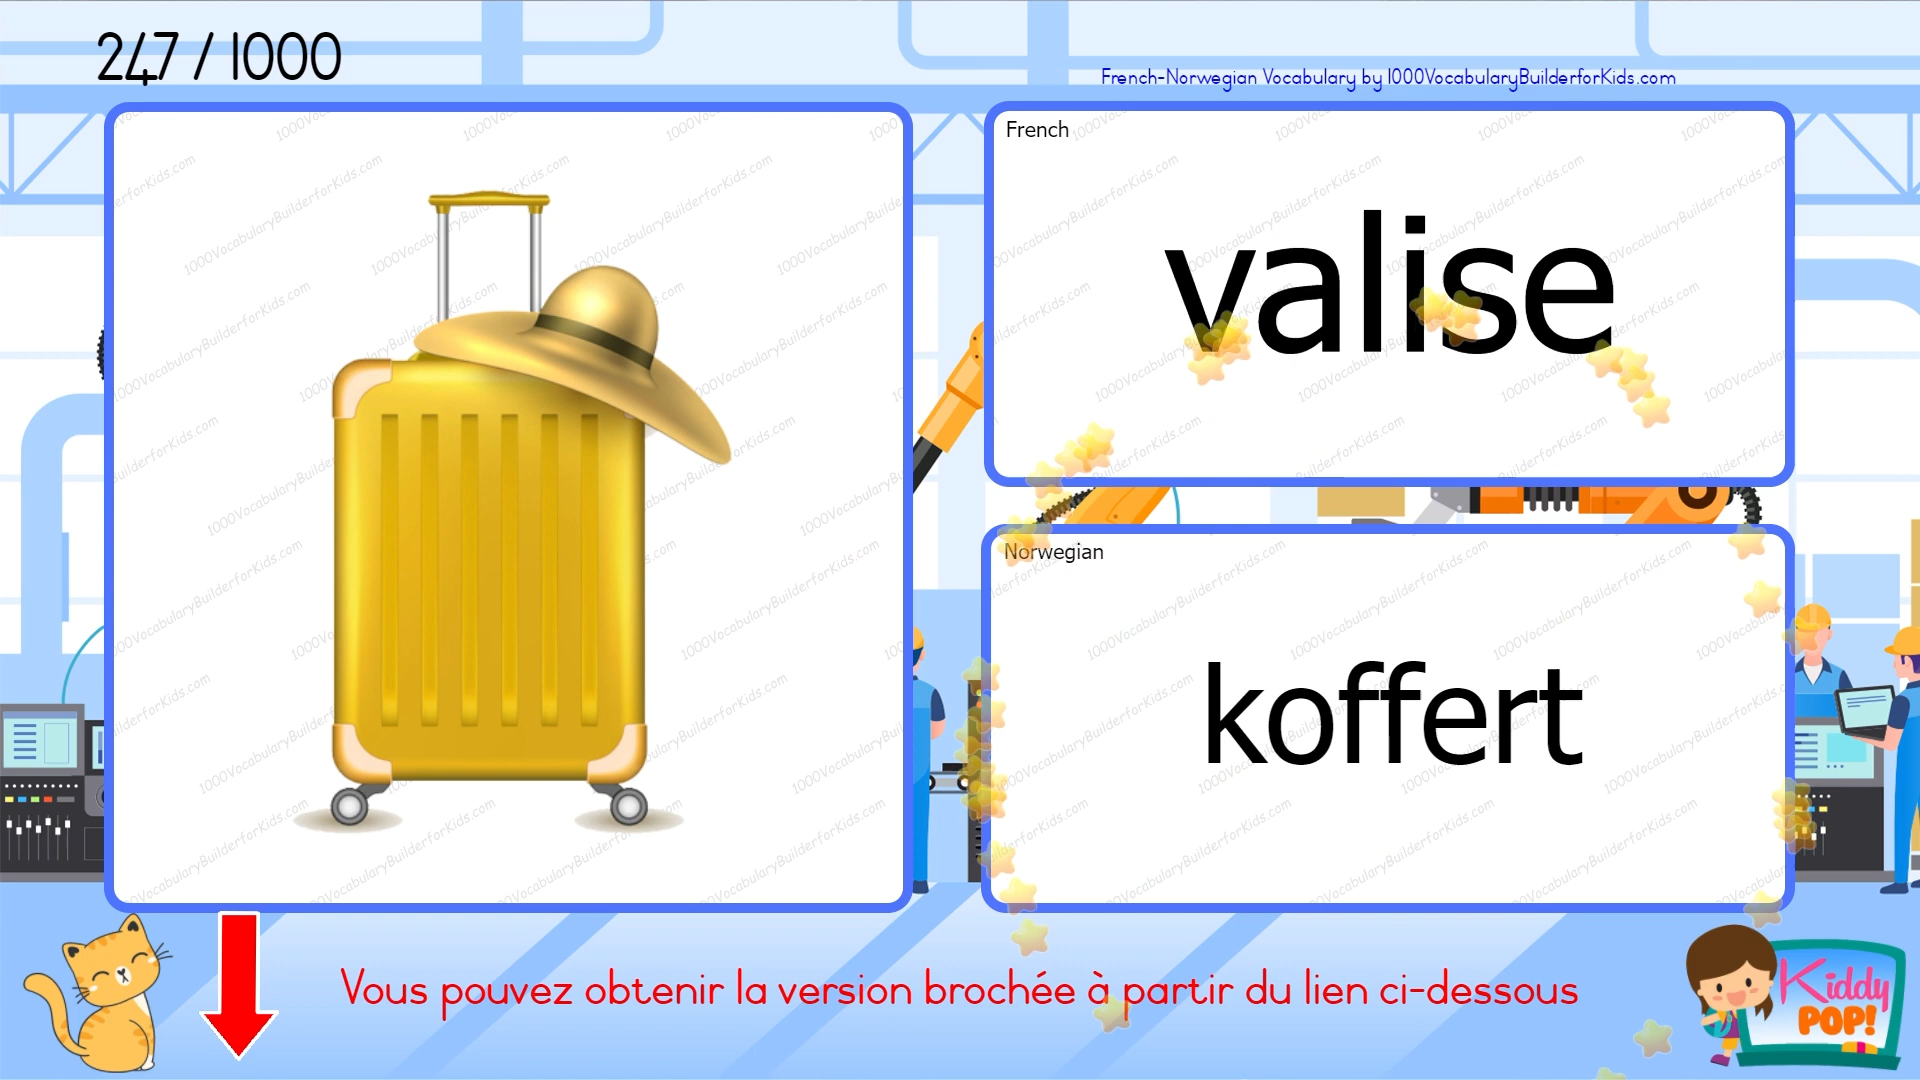 247 / 1000
French-Norwegian Vocabulary by 1000VocabularyBuilderforKids.com
French
valise
Norwegian
koffert
Vous pouvez obtenir la version brochée à partir du lien ci-dessous
Kiddy
POP!